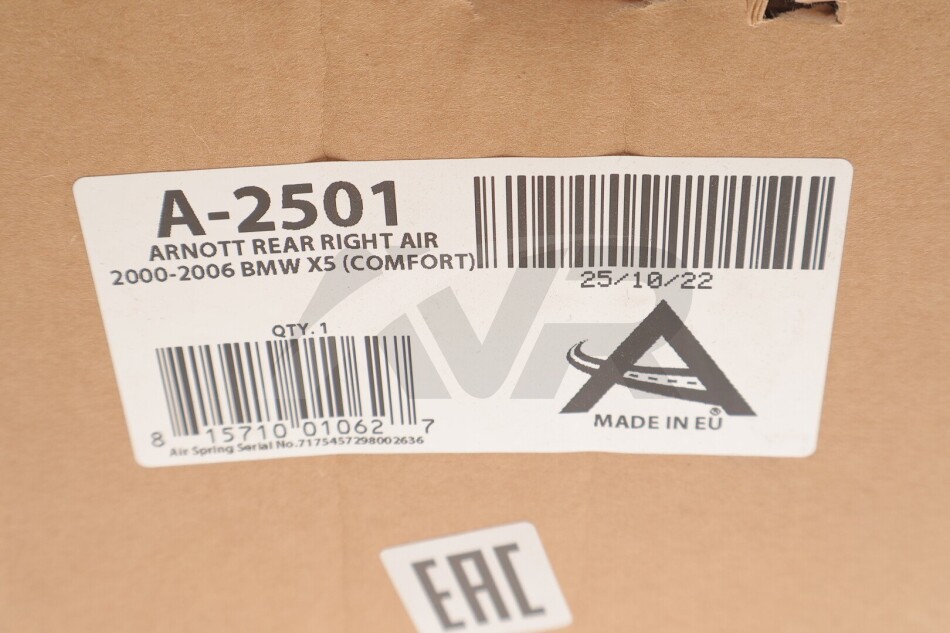 A-2501
ARNOTT REAR RIGHT AIR
2000-2006 BMW X5 (COMFORT)
25/10/22
QTY. 1
8 15710 01062 7
Air Spring Serial No.7175457298002636
MADE IN EU
®
EAC